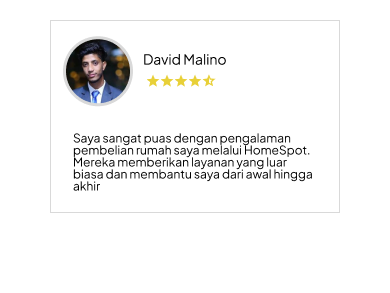 David Malino
Saya sangat puas dengan pengalaman
pembelian rumah saya melalui HomeSpot.
Mereka memberikan layanan yang luar
biasa dan membantu saya dari awal hingga
akhir